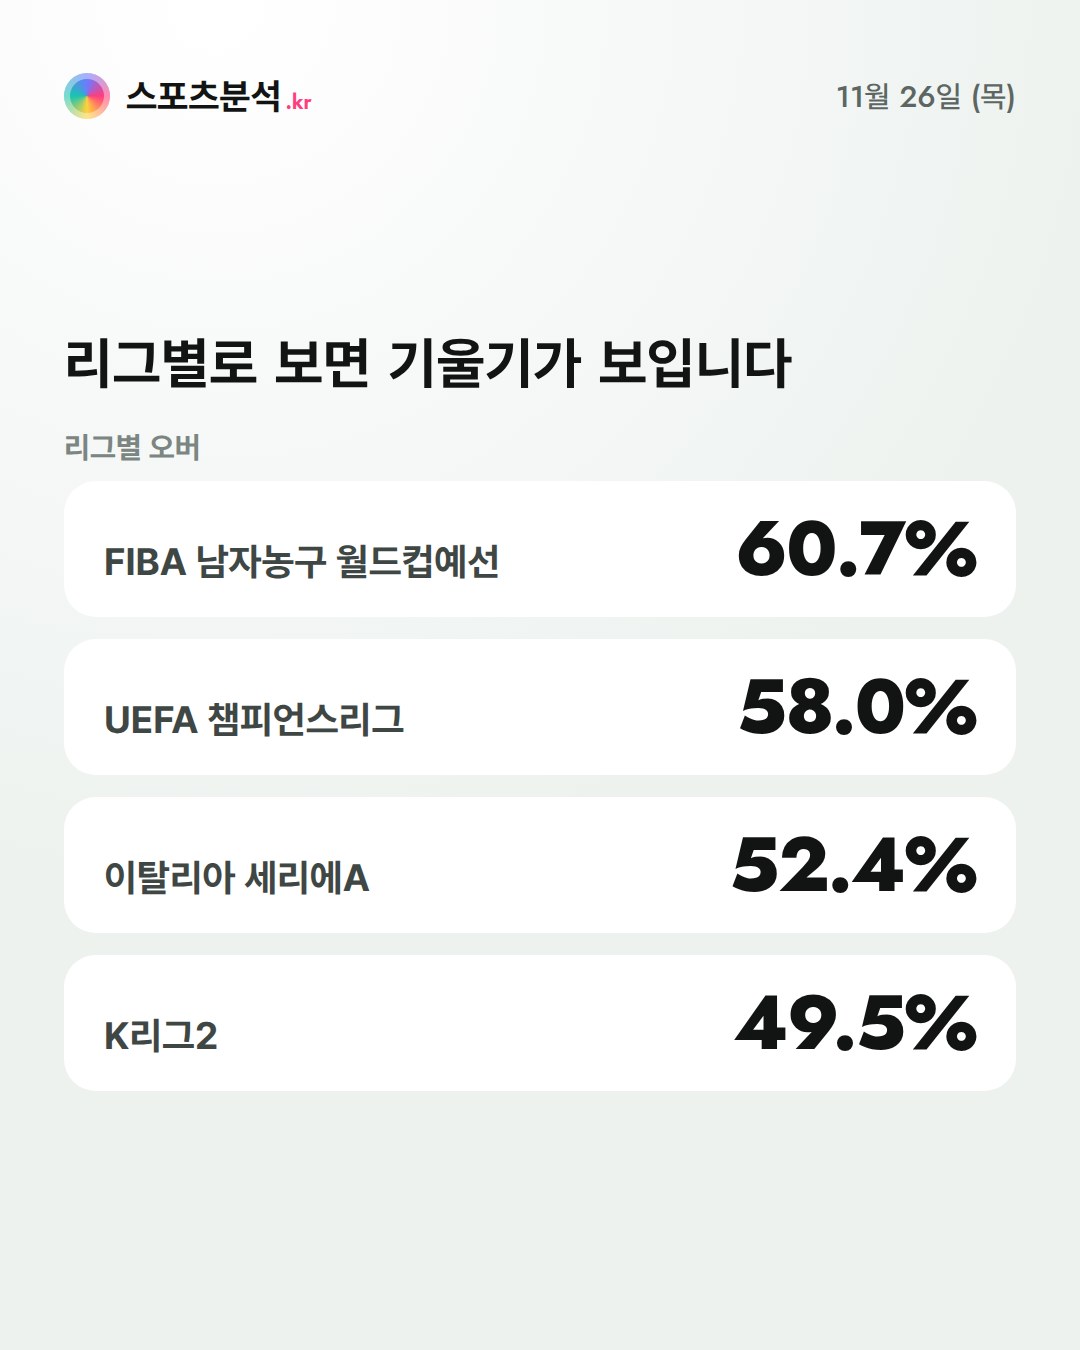 스포츠분석.kr
11월 26일 (목)
리그별로 보면 기울기가 보입니다
리그별 오버
FIBA 남자농구 월드컵예선 60.7%
UEFA 챔피언스리그 58.0%
이탈리아 세리에A 52.4%
K리그2 49.5%